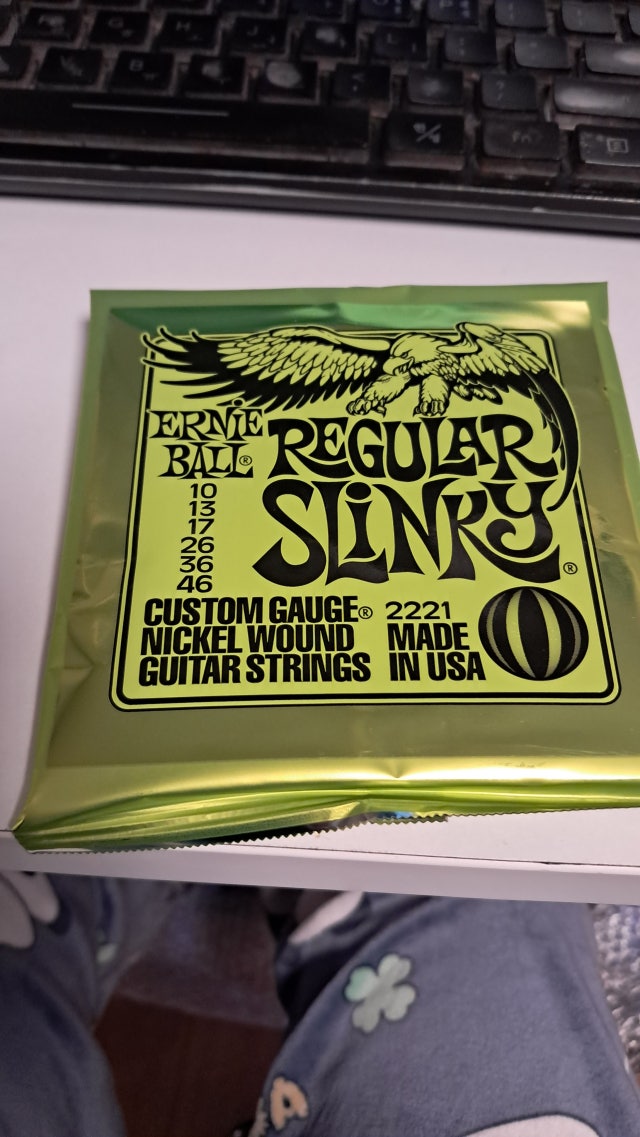 ERNiE
BALL®
REGULAR
SLiNKY®
10
13
17
26
36
46
CUSTOM GAUGE®
NICKEL WOUND
GUITAR STRINGS
2221
MADE
IN USA